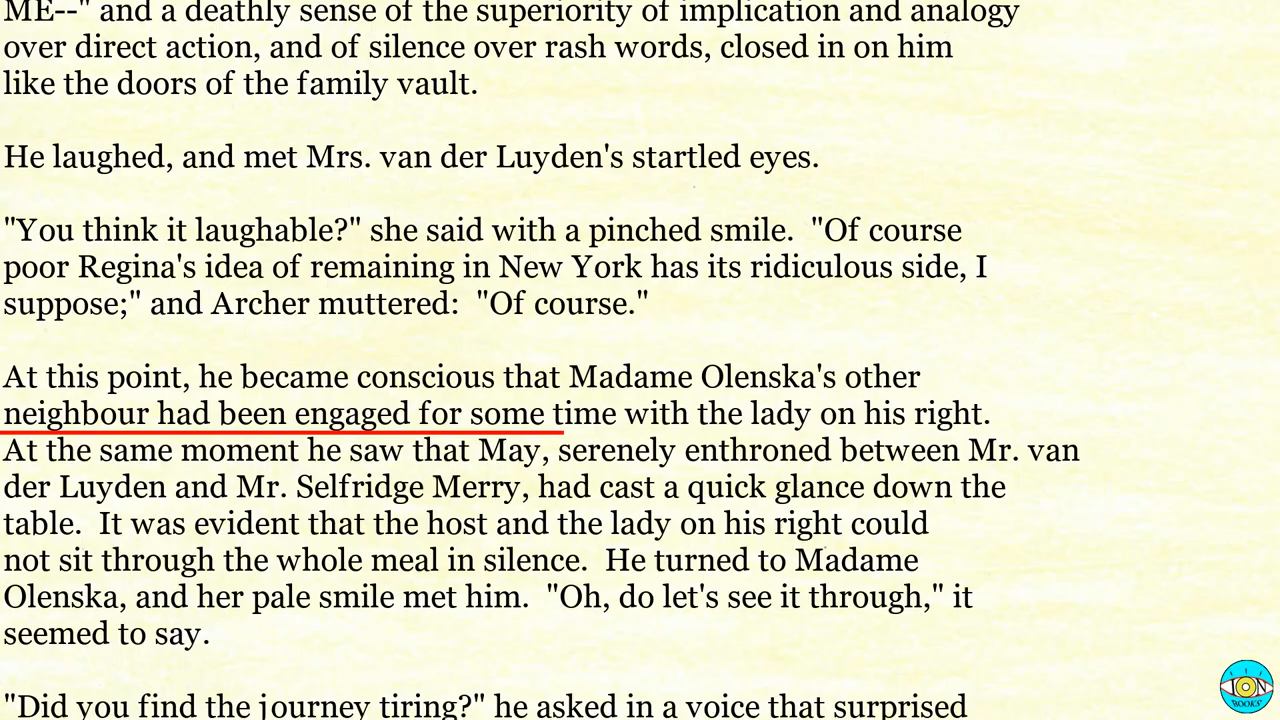 ME--" and a deathly sense of the superiority of implication and analogy
over direct action, and of silence over rash words, closed in on him
like the doors of the family vault.
He laughed, and met Mrs. van der Luyden's startled eyes.
"You think it laughable?" she said with a pinched smile.  "Of course
poor Regina's idea of remaining in New York has its ridiculous side, I
suppose;" and Archer muttered:  "Of course."
At this point, he became conscious that Madame Olenska's other
neighbour had been engaged for some time with the lady on his right.
At the same moment he saw that May, serenely enthroned between Mr. van
der Luyden and Mr. Selfridge Merry, had cast a quick glance down the
table.  It was evident that the host and the lady on his right could
not sit through the whole meal in silence.  He turned to Madame
Olenska, and her pale smile met him.  "Oh, do let's see it through," it
seemed to say.
"Did you find the journey tiring?" he asked in a voice that surprised
ION
BOOKS